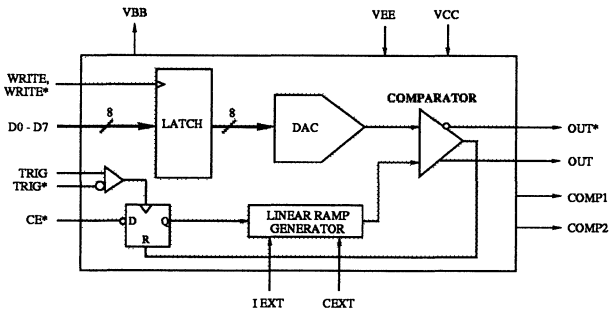 VBB
VEE
VCC
WRITE,
WRITE*
D0 - D7
8
LATCH
8
DAC
COMPARATOR
OUT*
OUT
TRIG
TRIG*
CE*
D
Q
R
LINEAR RAMP
GENERATOR
COMP1
COMP2
I EXT
CEXT